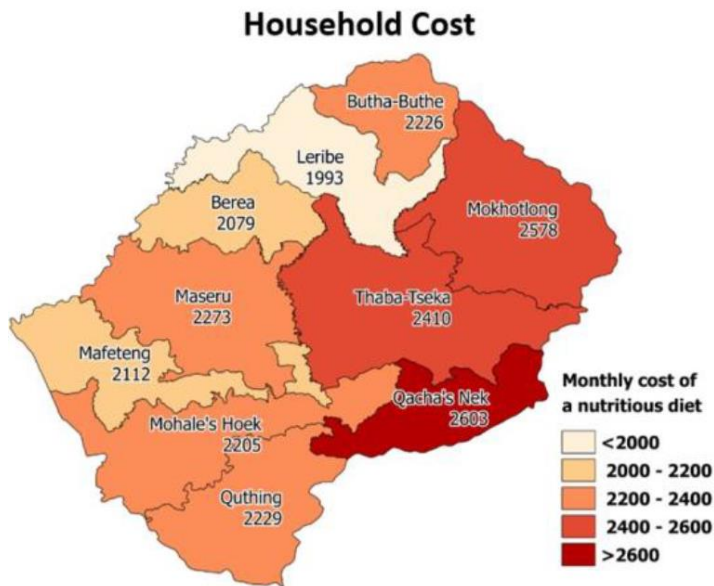 Household Cost
Butha-Buthe
2226
Leribe
1993
Mokhotlong
2578
Berea
2079
Maseru
2273
Thaba-Tseka
2410
Mafeteng
2112
Qacha's Nek
2603
Mohale's Hoek
2205
Quthing
2229
Monthly cost of
a nutritious diet
<2000
2000 - 2200
2200 - 2400
2400 - 2600
>2600